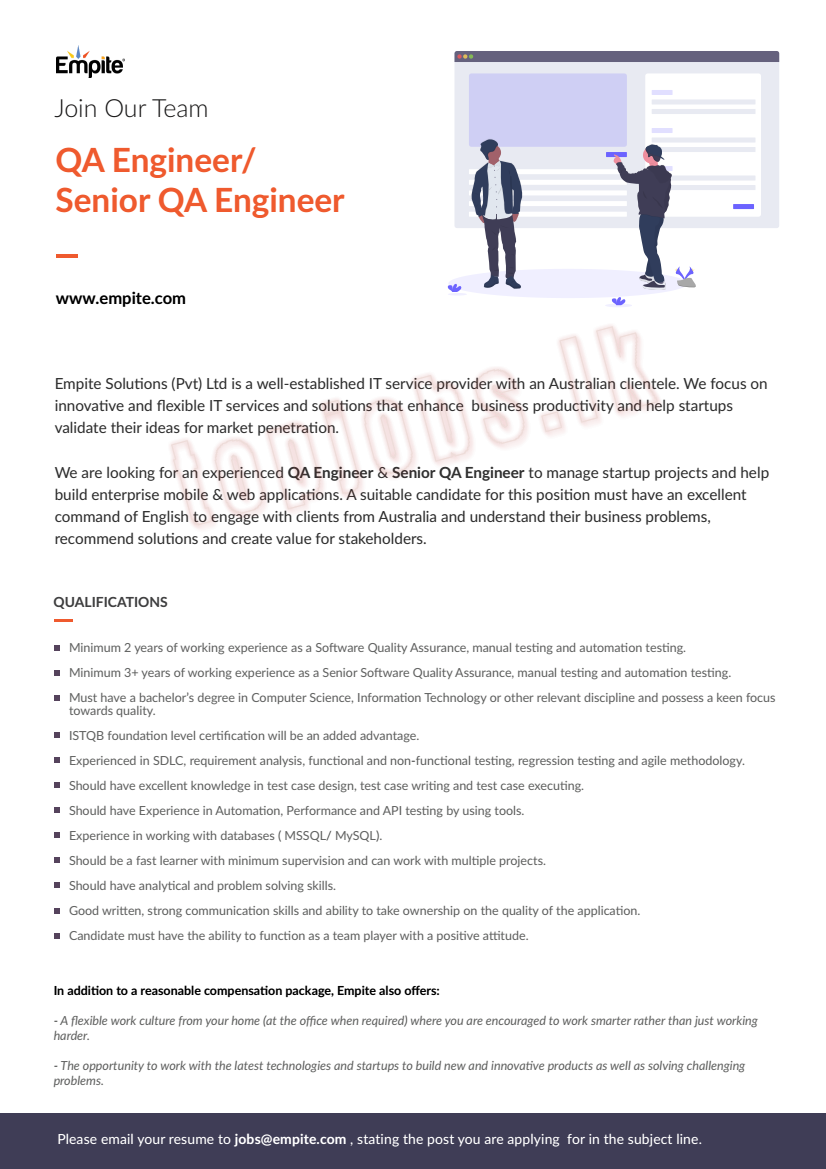 Empite
Join Our Team
QA Engineer/
Senior QA Engineer
www.empite.com
topjobs.lk
Empite Solutions (Pvt) Ltd is a well-established IT service provider with an Australian clientele. We focus on
innovative and flexible IT services and solutions that enhance  business productivity and help startups
validate their ideas for market penetration.
We are looking for an experienced QA Engineer & Senior QA Engineer to manage startup projects and help
build enterprise mobile & web applications. A suitable candidate for this position must have an excellent
command of English to engage with clients from Australia and understand their business problems,
recommend solutions and create value for stakeholders.
QUALIFICATIONS
Minimum 2 years of working experience as a Software Quality Assurance, manual testing and automation testing.
Minimum 3+ years of working experience as a Senior Software Quality Assurance, manual testing and automation testing.
Must have a bachelor's degree in Computer Science, Information Technology or other relevant discipline and possess a keen focus
towards quality.
ISTQB foundation level certification will be an added advantage.
Experienced in SDLC, requirement analysis, functional and non-functional testing, regression testing and agile methodology.
Should have excellent knowledge in test case design, test case writing and test case executing.
Should have Experience in Automation, Performance and API testing by using tools.
Experience in working with databases ( MSSQL/ MySQL).
Should be a fast learner with minimum supervision and can work with multiple projects.
Should have analytical and problem solving skills.
Good written, strong communication skills and ability to take ownership on the quality of the application.
Candidate must have the ability to function as a team player with a positive attitude.
In addition to a reasonable compensation package, Empite also offers:
- A flexible work culture from your home (at the office when required) where you are encouraged to work smarter rather than just working
harder.
- The opportunity to work with the latest technologies and startups to build new and innovative products as well as solving challenging
problems.
Please email your resume to jobs@empite.com , stating the post you are applying  for in the subject line.